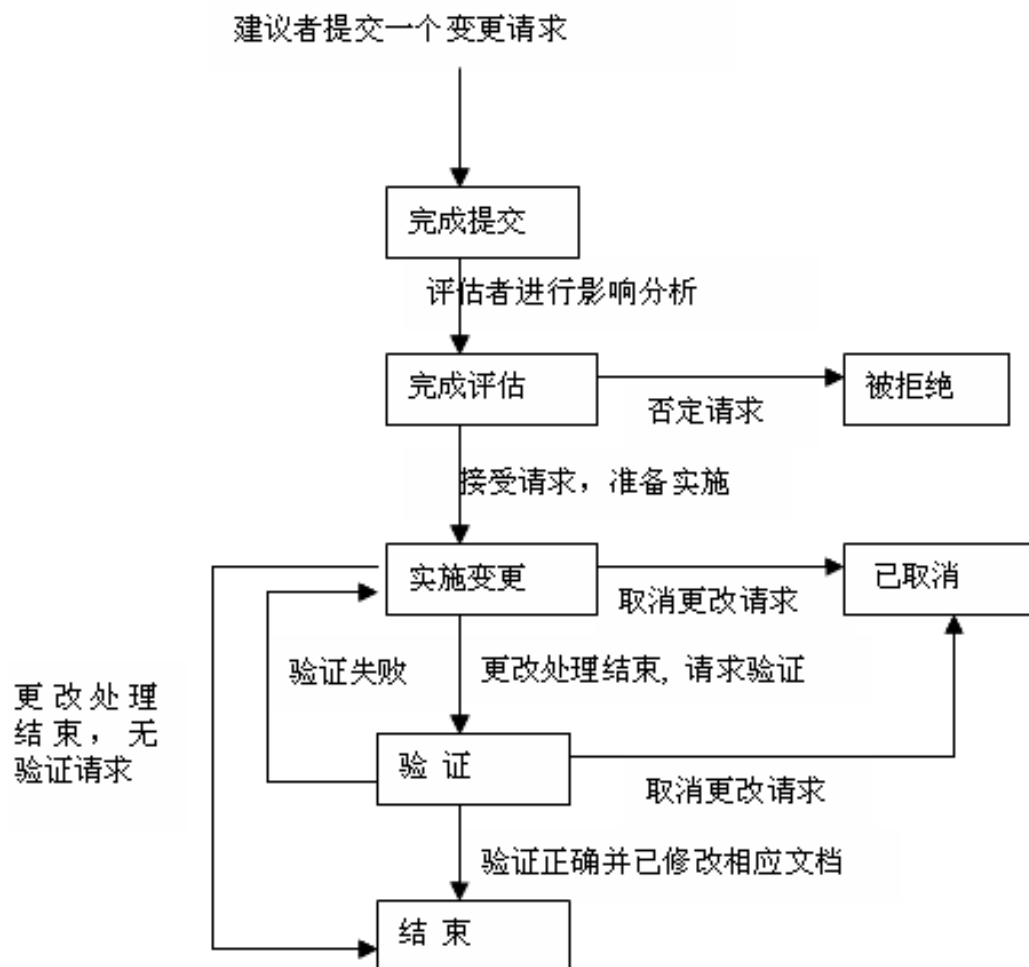 建议者提交一个变更请求
完成提交
评估者进行影响分析
完成评估
被拒绝
否定请求
接受请求，准备实施
实施变更
已取消
取消更改请求
验证失败
更改处理结束, 请求验证
更改处理
结束，无
验证请求
验 证
取消更改请求
验证正确并已修改相应文档
结 束